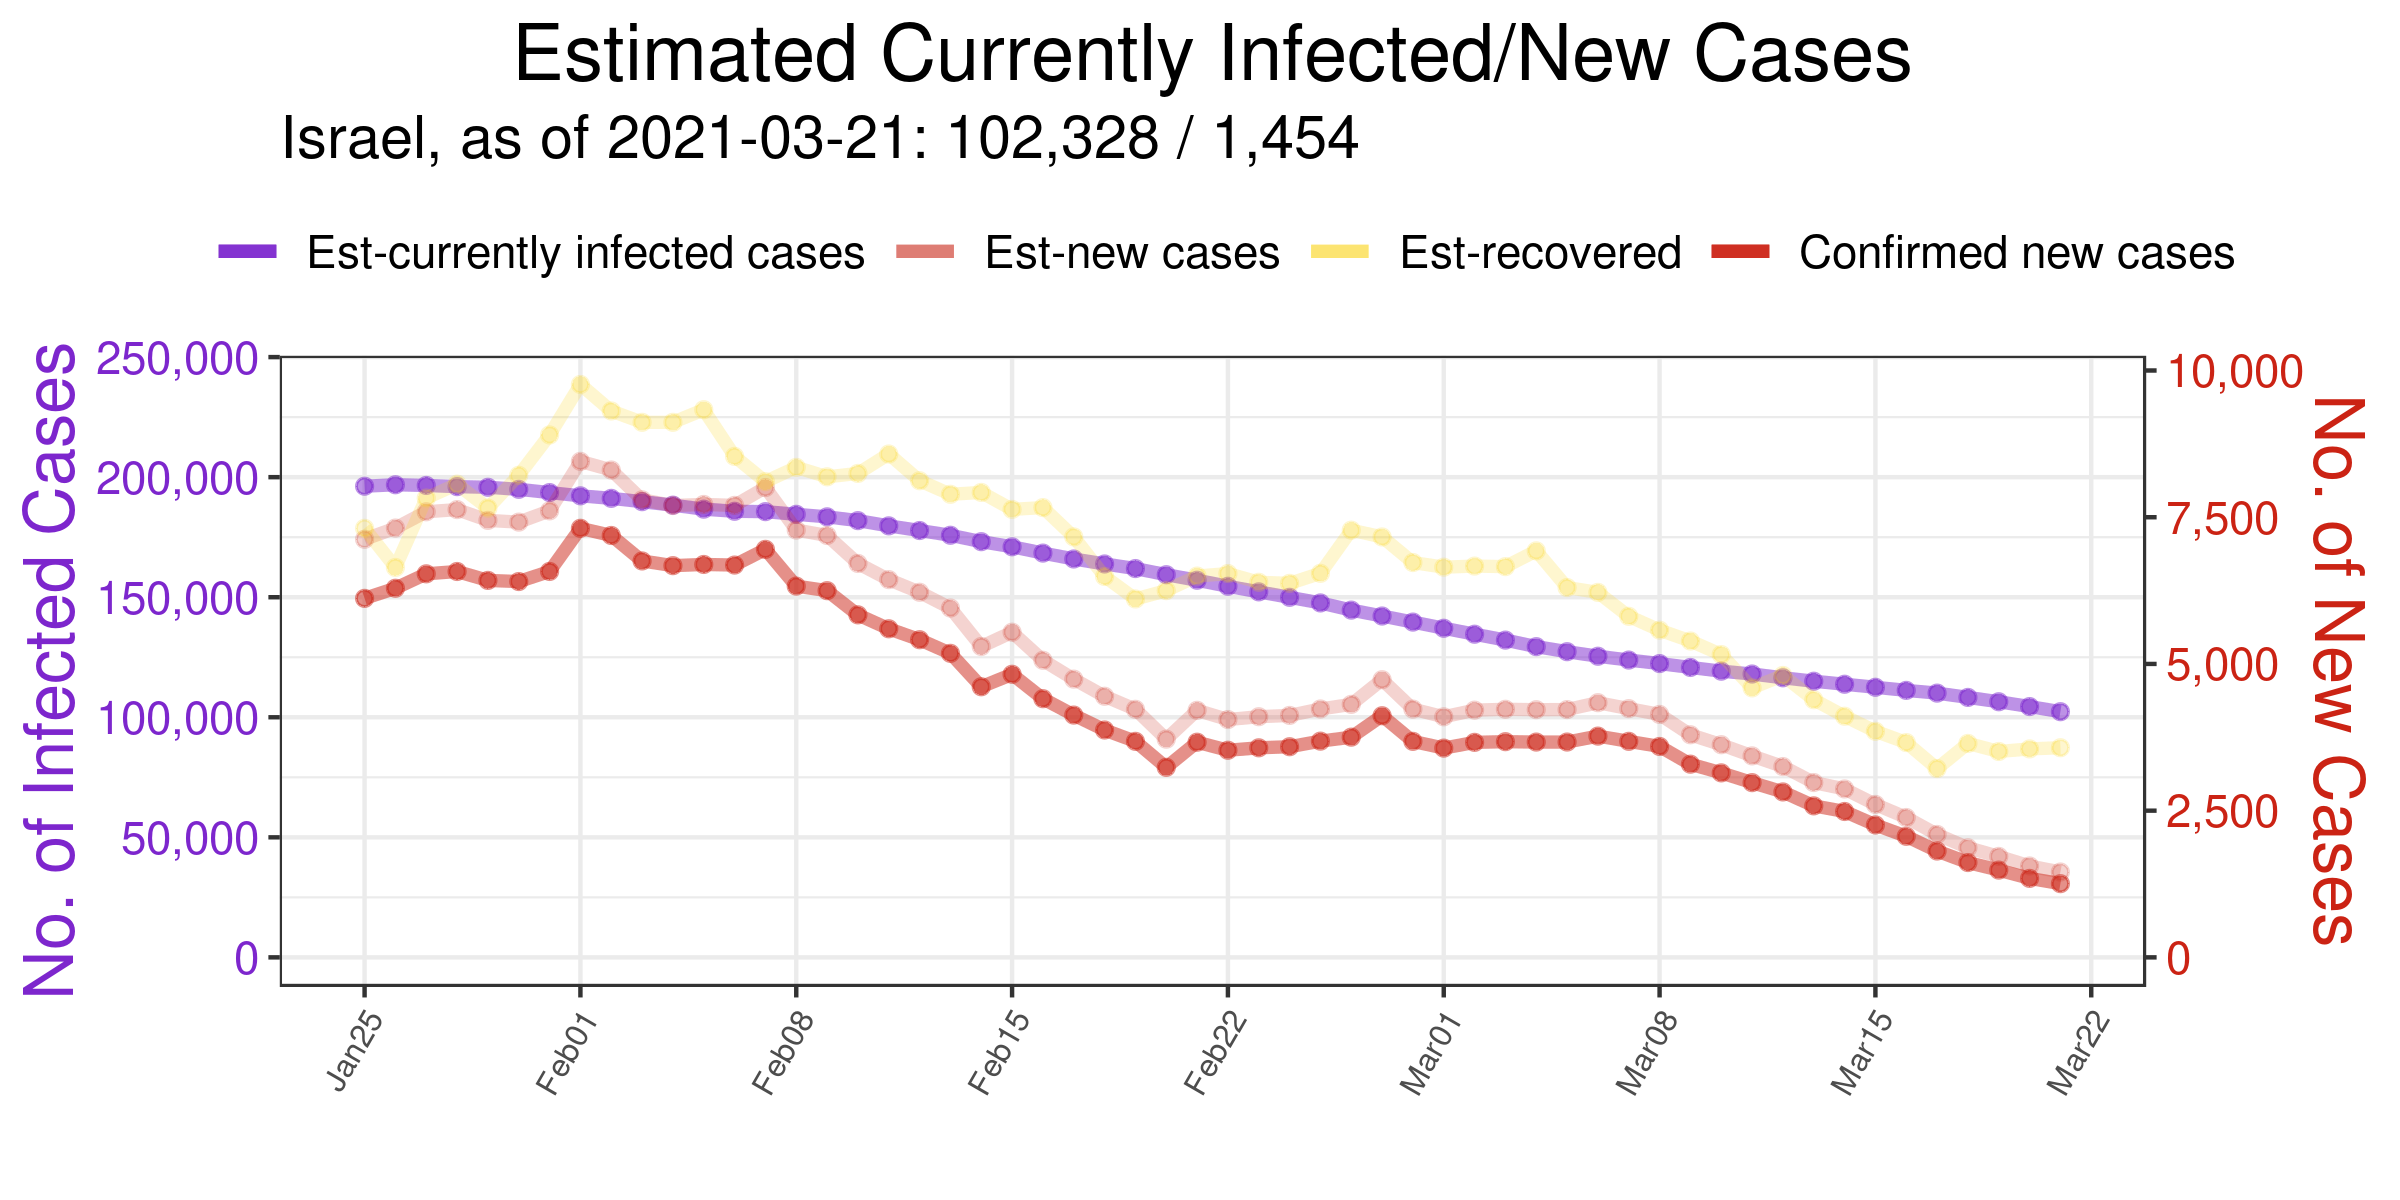 Estimated Currently Infected/New Cases
Israel, as of 2021-03-21: 102,328 / 1,454
Est-currently infected cases Est-new cases Est-recovered Confirmed new cases
No. of Infected Cases
250,000
200,000
150,000
100,000
50,000
0
10,000
7,500
5,000
2,500
0
No. of New Cases
Jan25 Feb01 Feb08 Feb15 Feb22 Mar01 Mar08 Mar15 Mar22